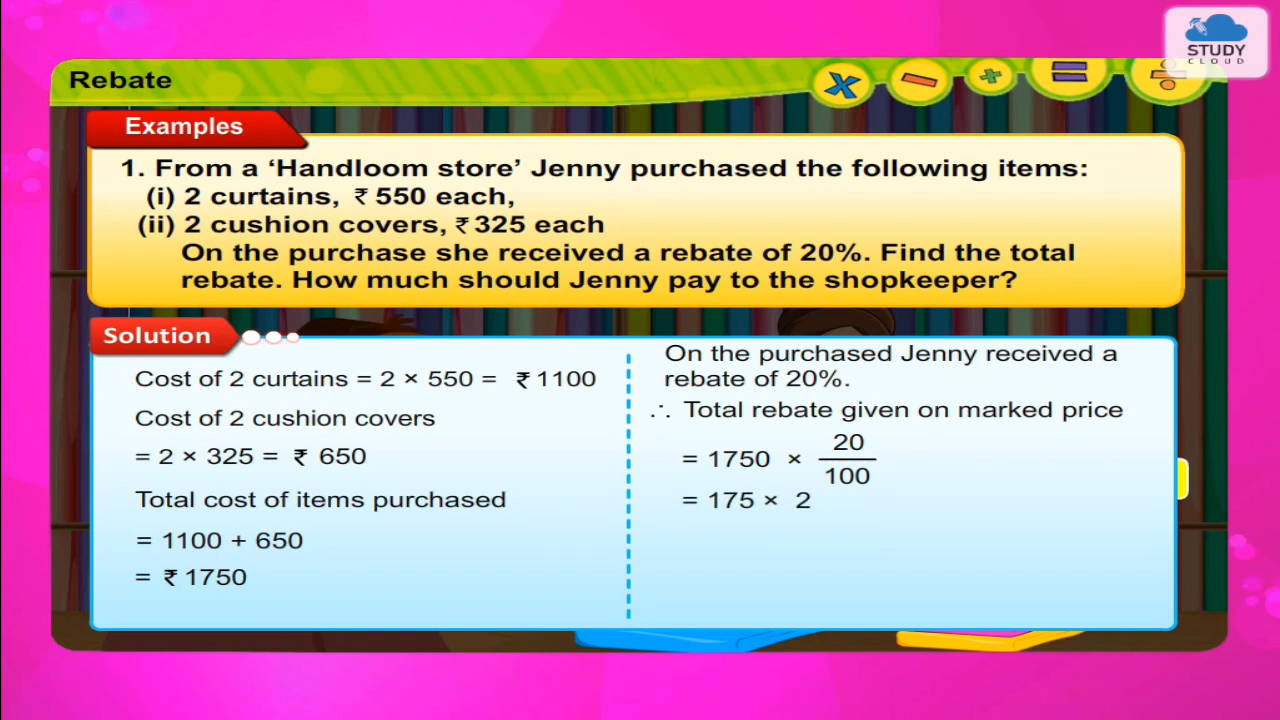 STUDY
CLOUD
Rebate
Examples
1. From a ‘Handloom store’ Jenny purchased the following items:
(i) 2 curtains, ₹ 550 each,
(ii) 2 cushion covers, ₹ 325 each
On the purchase she received a rebate of 20%. Find the total
rebate. How much should Jenny pay to the shopkeeper?
Solution
Cost of 2 curtains = 2 × 550 = ₹ 1100
Cost of 2 cushion covers
= 2 × 325 = ₹ 650
Total cost of items purchased
= 1100 + 650
= ₹ 1750
On the purchased Jenny received a
rebate of 20%.
∴ Total rebate given on marked price
= 1750 × 20/100
= 175 × 2